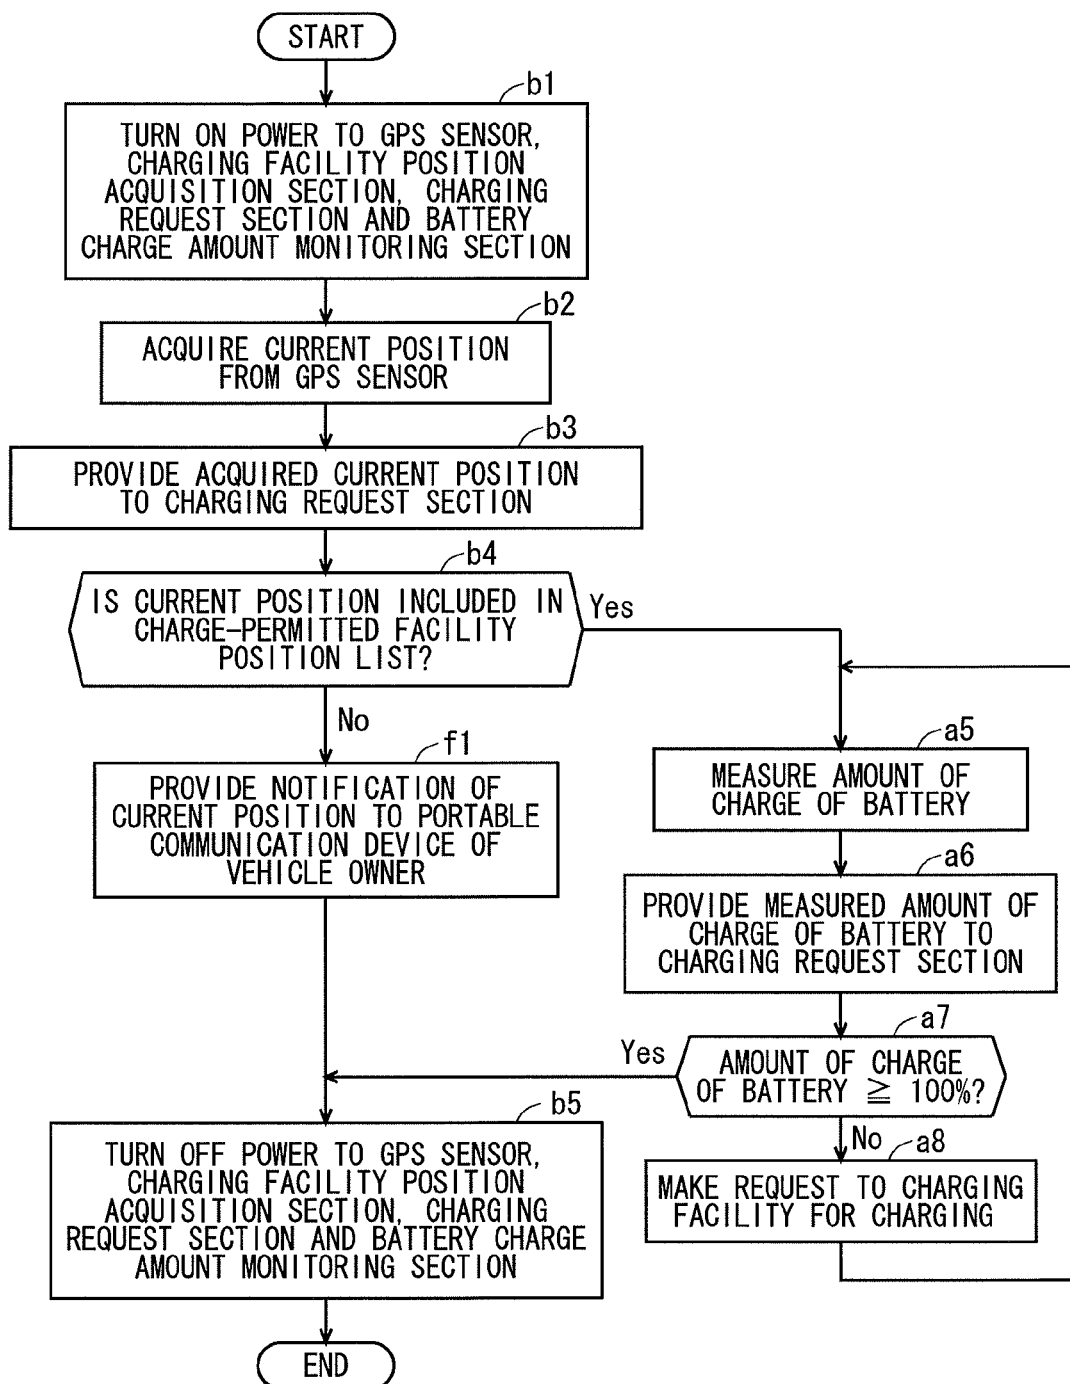 START
b1
TURN ON POWER TO GPS SENSOR,
CHARGING FACILITY POSITION
ACQUISITION SECTION, CHARGING
REQUEST SECTION AND BATTERY
CHARGE AMOUNT MONITORING SECTION
b2
ACQUIRE CURRENT POSITION
FROM GPS SENSOR
b3
PROVIDE ACQUIRED CURRENT POSITION
TO CHARGING REQUEST SECTION
b4
IS CURRENT POSITION INCLUDED IN
CHARGE-PERMITTED FACILITY
POSITION LIST?
Yes
No
f1
PROVIDE NOTIFICATION OF
CURRENT POSITION TO PORTABLE
COMMUNICATION DEVICE OF
VEHICLE OWNER
a5
MEASURE AMOUNT OF
CHARGE OF BATTERY
a6
PROVIDE MEASURED AMOUNT OF
CHARGE OF BATTERY TO
CHARGING REQUEST SECTION
a7
AMOUNT OF CHARGE
OF BATTERY ≧ 100%?
Yes
No
a8
MAKE REQUEST TO CHARGING
FACILITY FOR CHARGING
b5
TURN OFF POWER TO GPS SENSOR,
CHARGING FACILITY POSITION
ACQUISITION SECTION, CHARGING
REQUEST SECTION AND BATTERY CHARGE
AMOUNT MONITORING SECTION
END